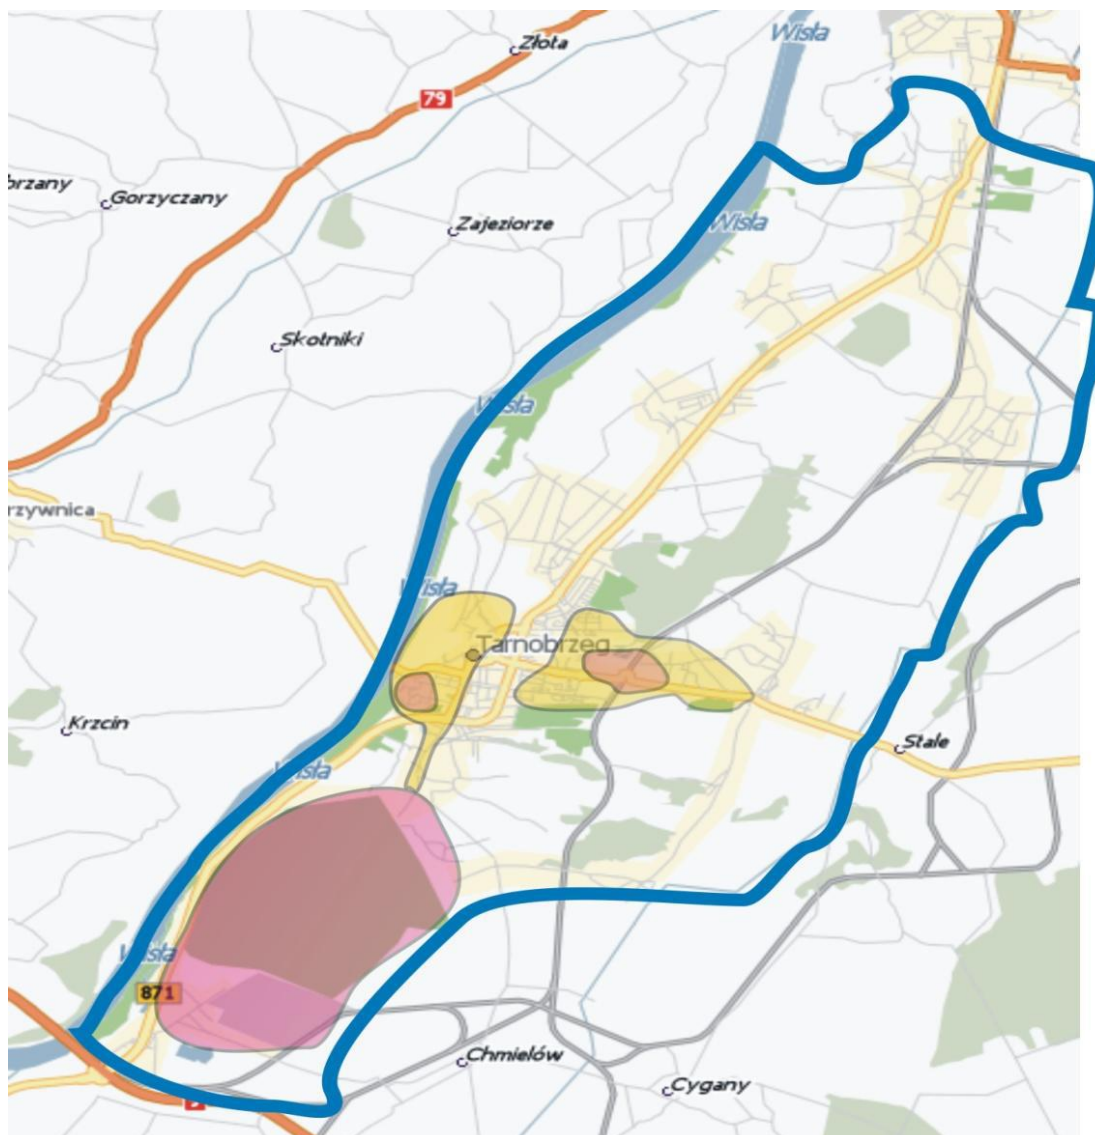 Wisła
Złota
79
brzany
Gorzyczany
Zajeziorze
Wisła
Skotniki
Wisła
rzywnica
Wisła
Tarnobrzeg
Krzcin
Stale
Wisła
Wisła
871
Chmielów
Cygany